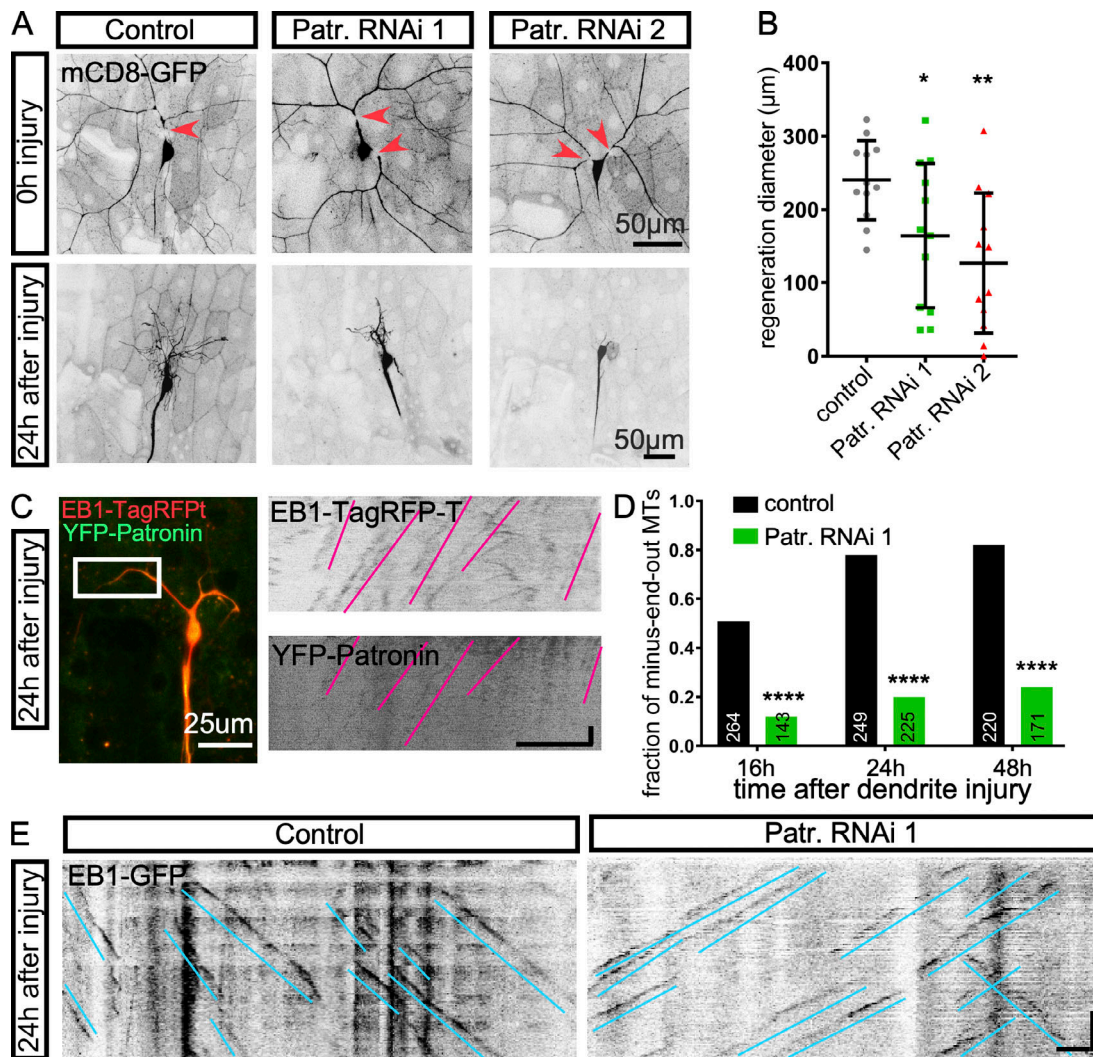 A
Control
Patr. RNAi 1
Patr. RNAi 2
0h injury
mCD8-GFP
50μm
24h after injury
50μm
B
regeneration diameter (μm)
400
300
200
100
0
*
**
control
Patr. RNAi 1
Patr. RNAi 2
C
24h after injury
EB1-TagRFPt
YFP-Patronin
25um
EB1-TagRFP-T
YFP-Patronin
D
fraction of minus-end-out MTs
1.0
0.8
0.6
0.4
0.2
0.0
control
Patr. RNAi 1
****
****
****
264
143
249
225
220
171
16h
24h
48h
time after dendrite injury
E
Control
Patr. RNAi 1
24h after injury
EB1-GFP